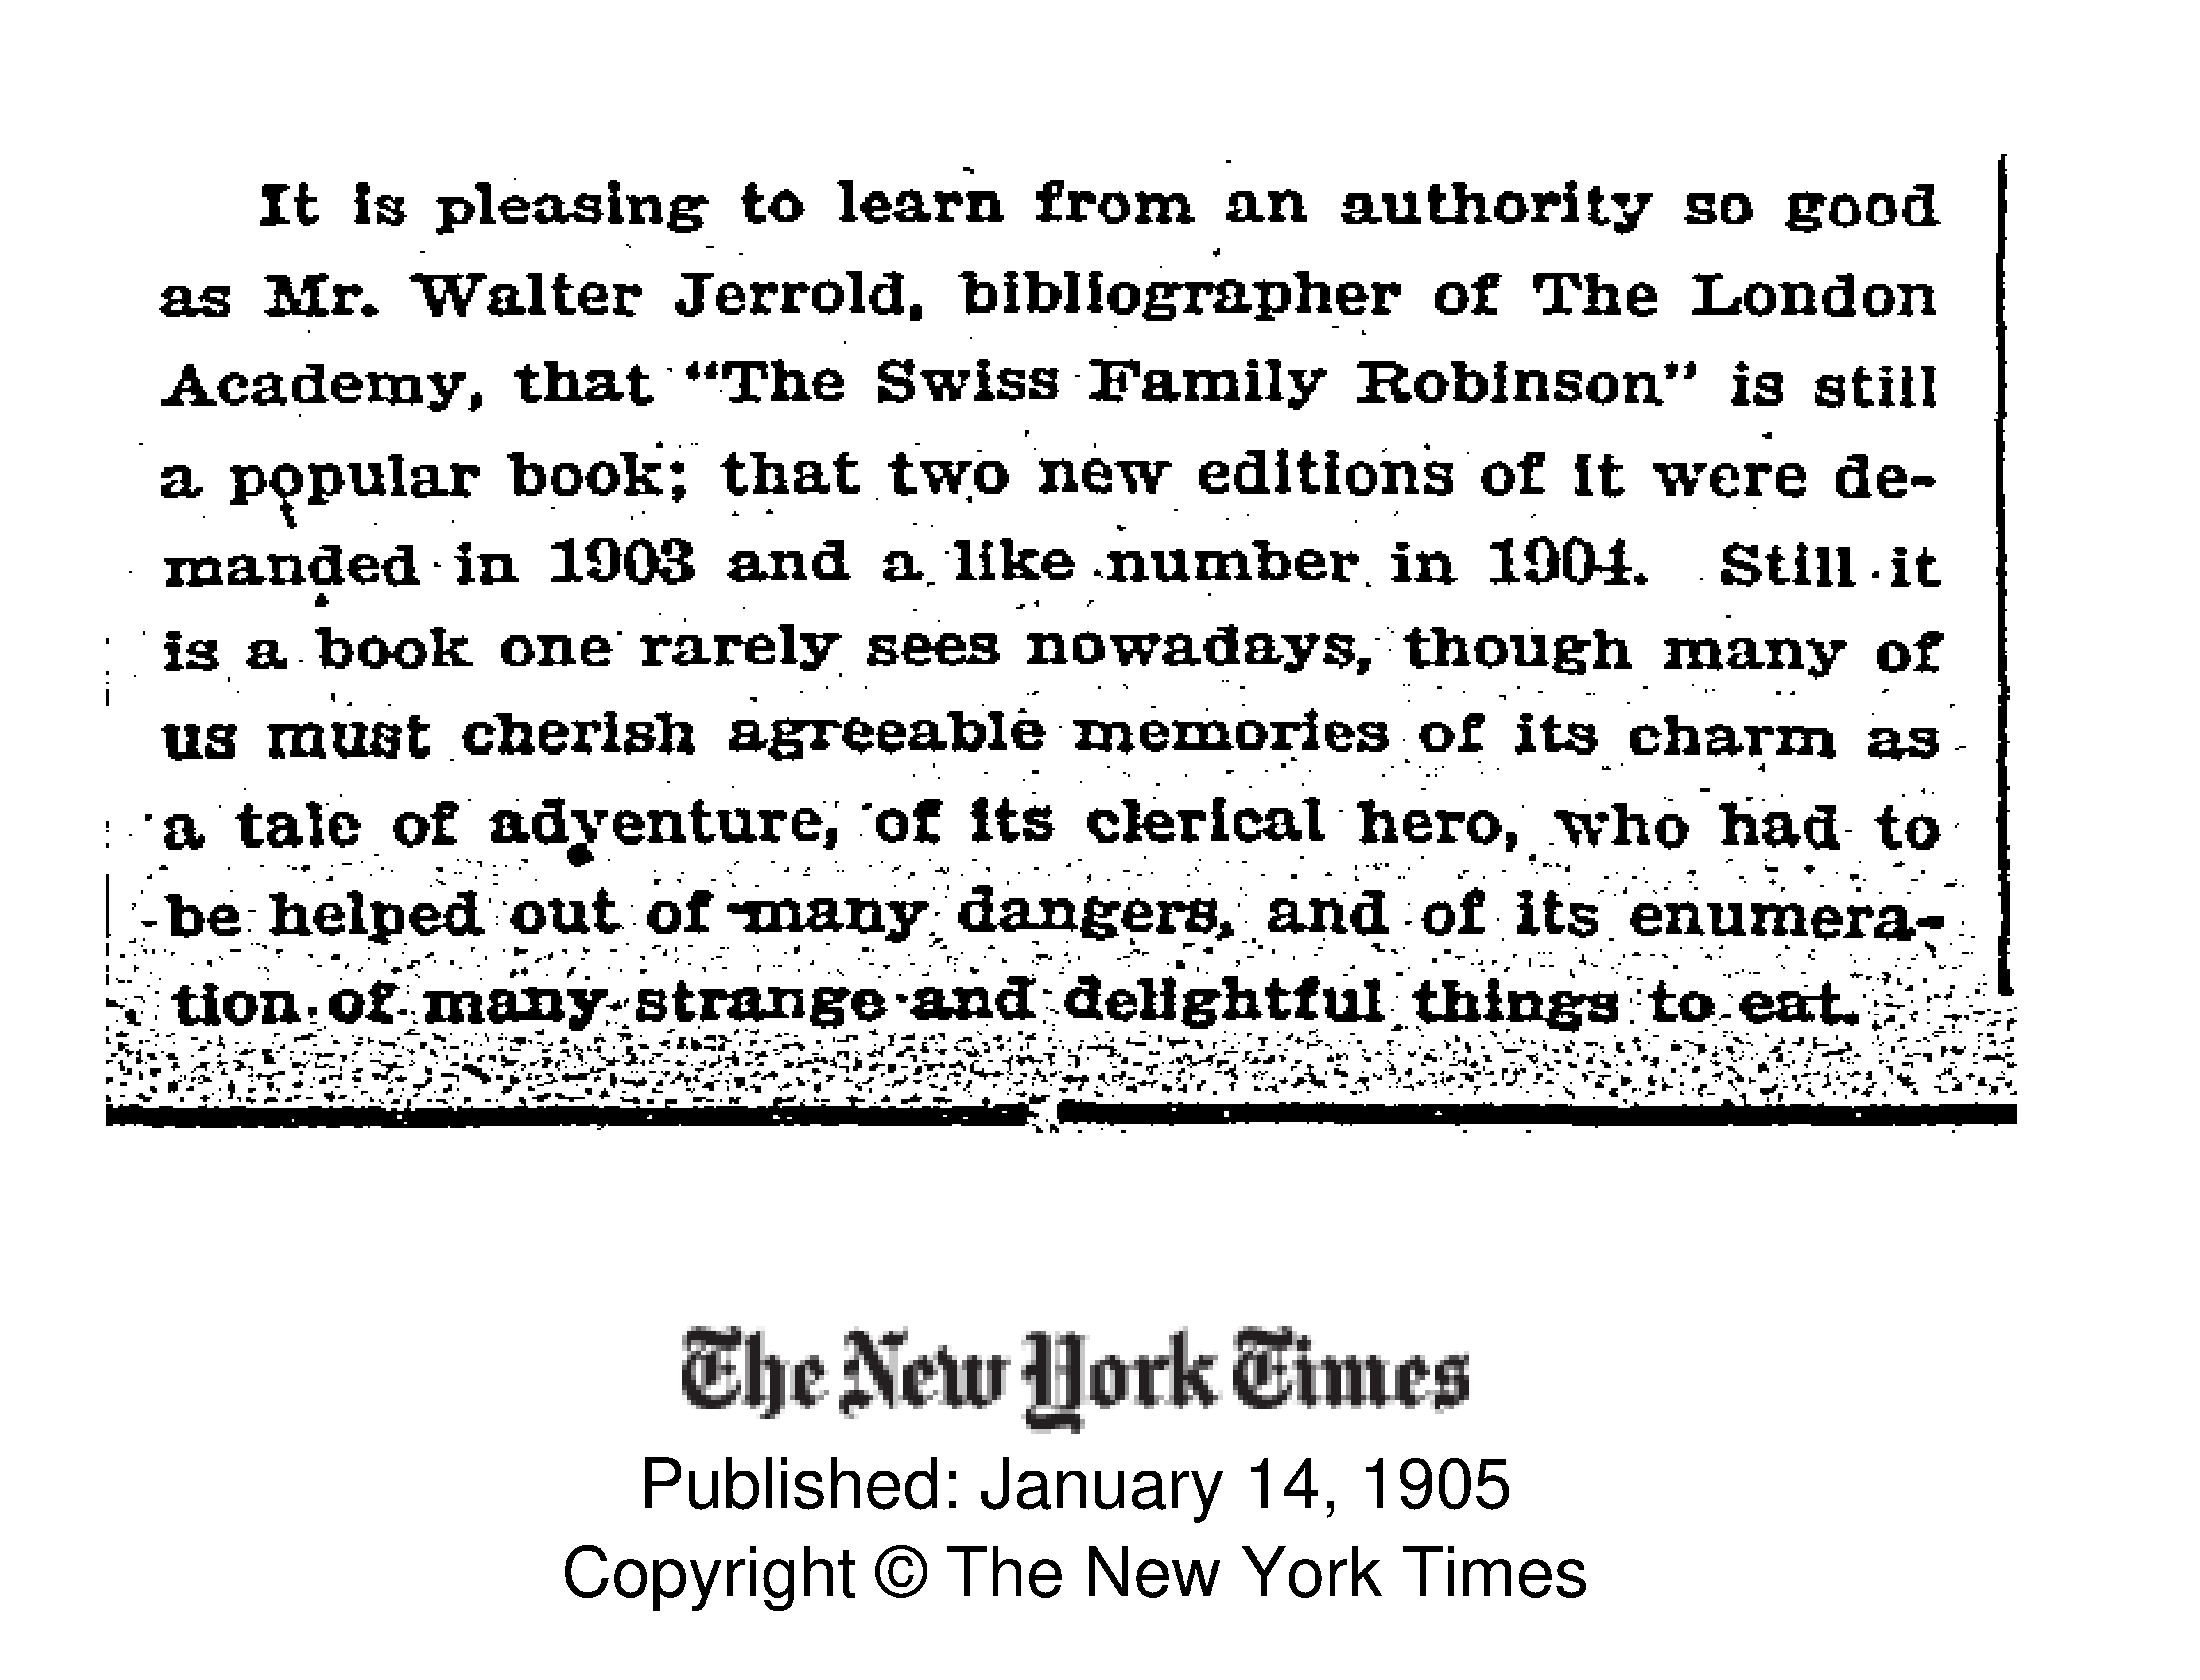 It is pleasing to learn from an authority so good
as Mr. Walter Jerrold, bibliographer of The London
Academy, that "The Swiss Family Robinson" is still
a popular book; that two new editions of it were de-
manded in 1903 and a like number in 1904. Still it
is a book one rarely sees nowadays, though many of
us must cherish agreeable memories of its charm as
a tale of adventure, of its clerical hero, who had to
be helped out of many dangers, and of its enumera-
tion of many strange and delightful things to eat.
The New York Times
Published: January 14, 1905
Copyright © The New York Times